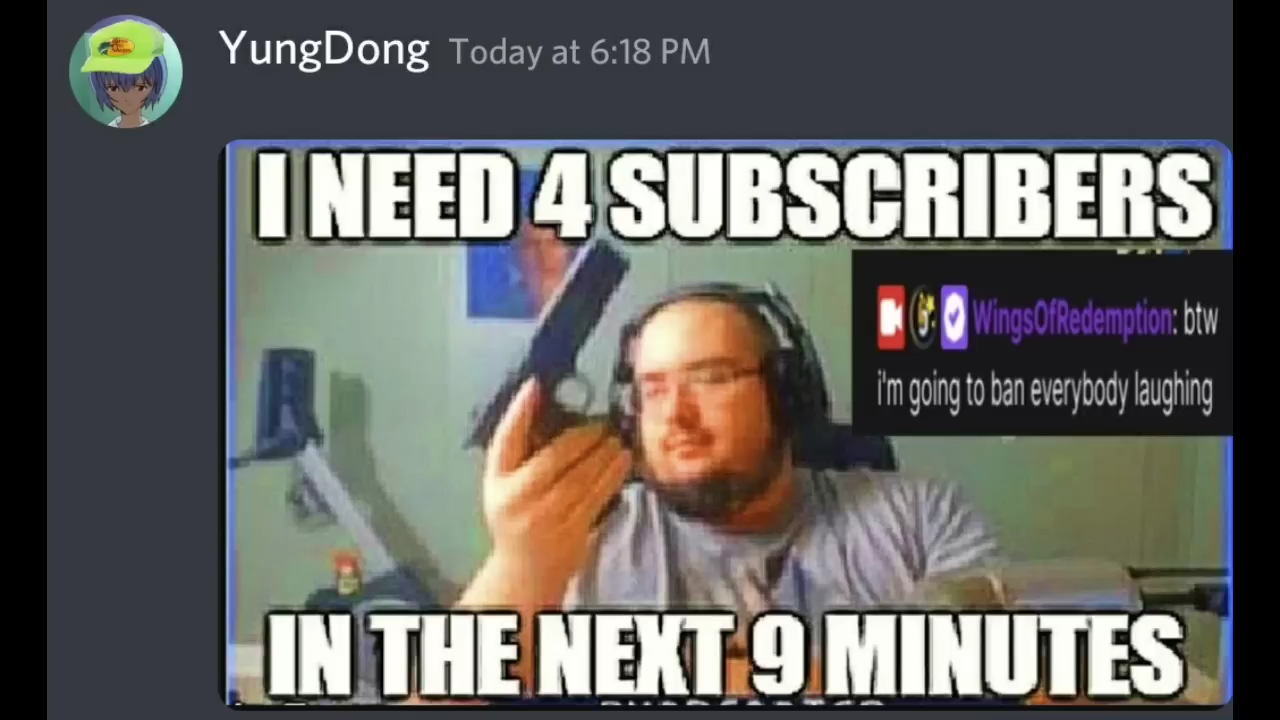 YungDong Today at 6:18 PM
I NEED 4 SUBSCRIBERS
WingsOfRedemption: btw
i'm going to ban everybody laughing
IN THE NEXT 9 MINUTES